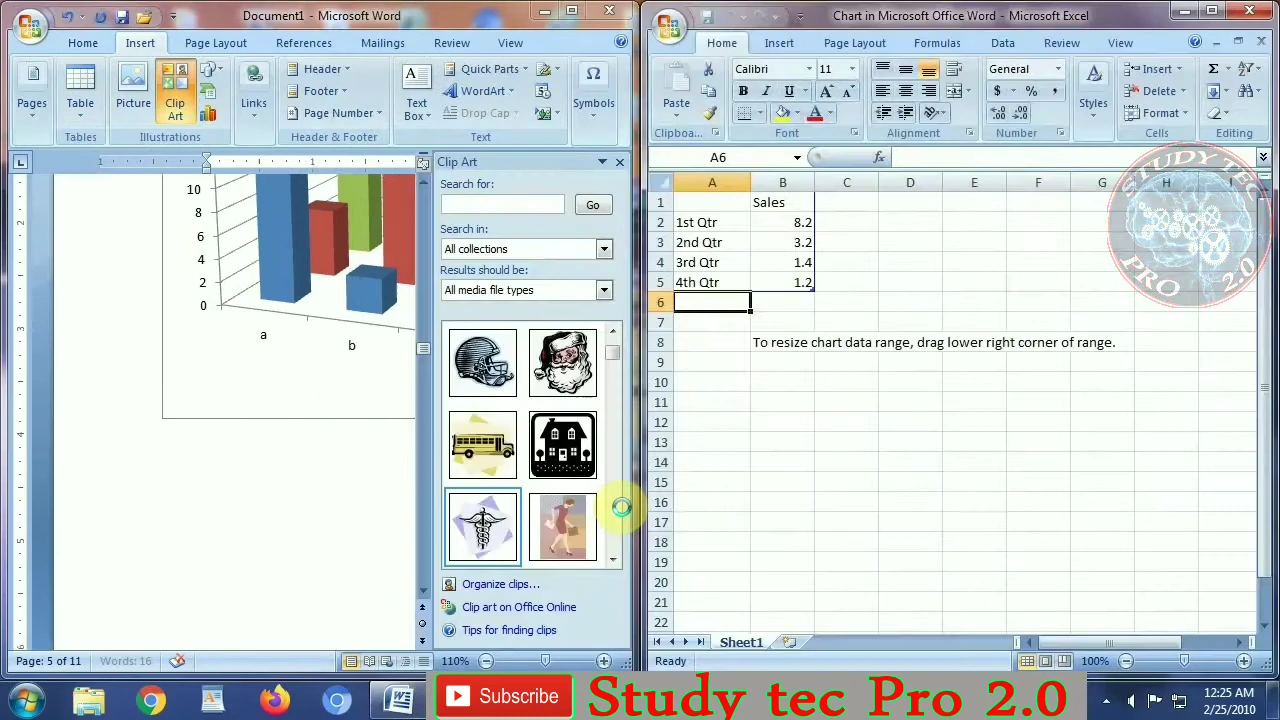 Document1 - Microsoft Word
Home Insert Page Layout References Mailings Review View
Pages
Table
Picture
Clip
Art
Links
Header
Footer
Page Number
Text
Box
Quick Parts
WordArt
Drop Cap
Symbols
Tables Illustrations Header & Footer Text
10
8
6
4
2
0
a
b
Clip Art
Search for:
Go
Search in:
All collections
Results should be:
All media file types
Organize clips...
Clip art on Office Online
Tips for finding clips
Page: 5 of 11 Words: 16 110%
Chart in Microsoft Office Word - Microsoft Excel
Home Insert Page Layout Formulas Data Review View
Paste
Calibri 11
B I U
General
Styles
Insert
Delete
Format
Clipboa... Font Alignment Number Cells Editing
A6 fx
A B C D E F G H I
1 Sales
2 1st Qtr 8.2
3 2nd Qtr 3.2
4 3rd Qtr 1.4
5 4th Qtr 1.2
6
7
8 To resize chart data range, drag lower right corner of range.
9
10
11
12
13
14
15
16
17
18
19
20
21
22
Sheet1
Ready 100%
STUDY TEC
PRO 2.0
Subscribe Study tec Pro 2.0
12:25 AM
2/25/2010